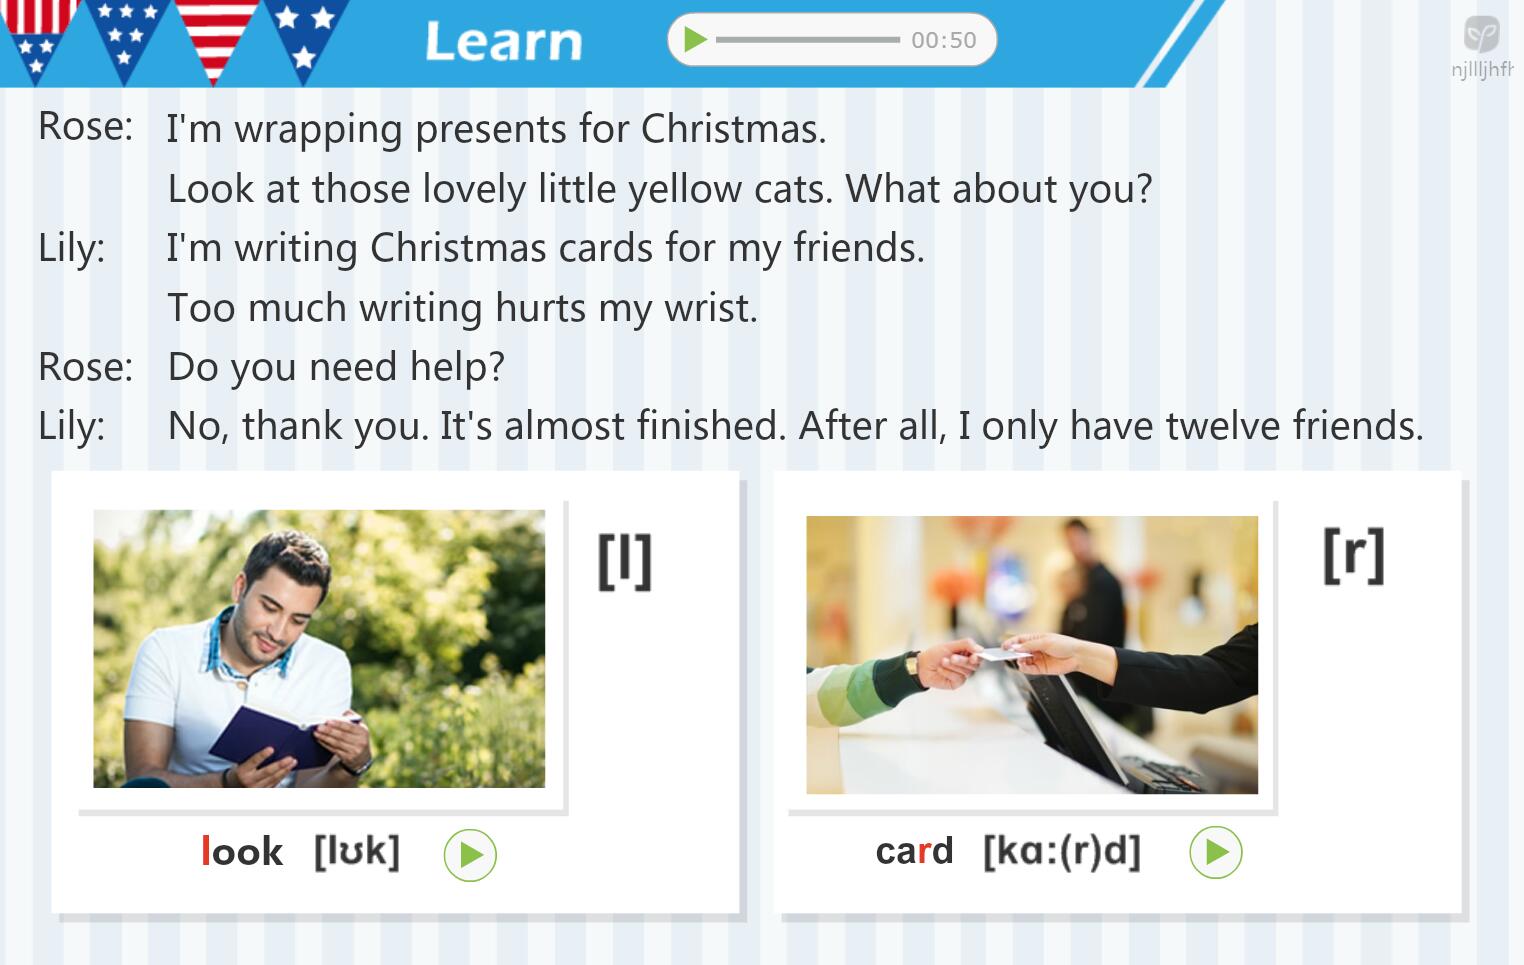 Learn
00:50
Rose: I'm wrapping presents for Christmas.
Look at those lovely little yellow cats. What about you?
Lily: I'm writing Christmas cards for my friends.
Too much writing hurts my wrist.
Rose: Do you need help?
Lily: No, thank you. It's almost finished. After all, I only have twelve friends.
[l]
[r]
look [lʊk]
card [kɑ:(r)d]